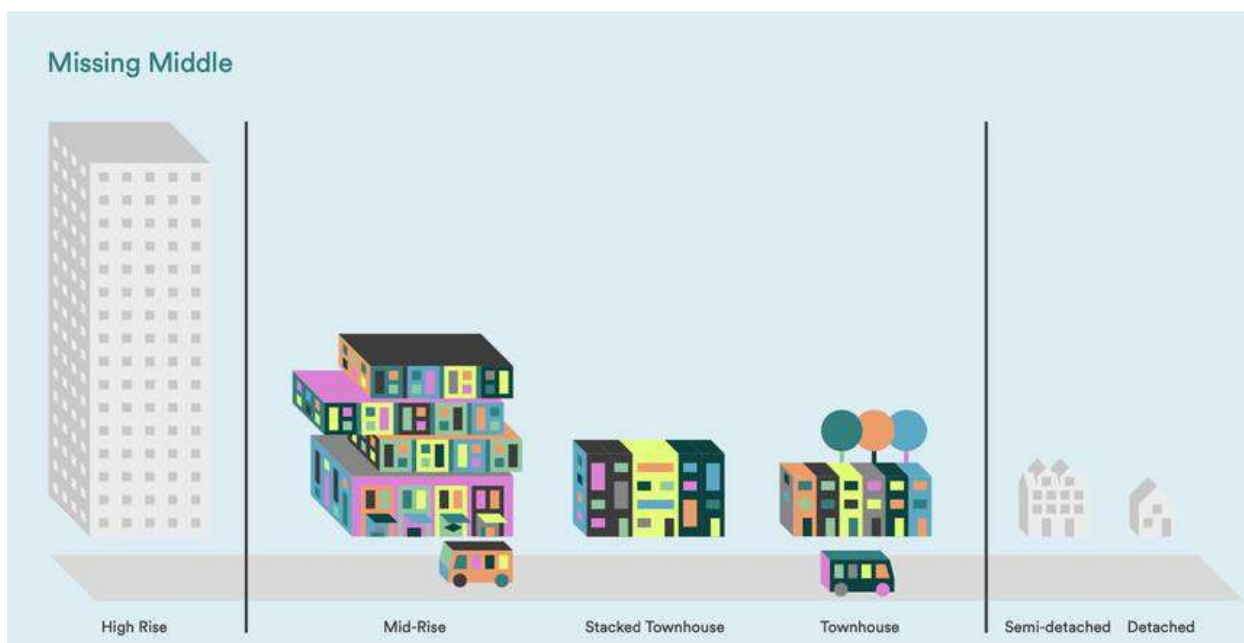 Missing Middle
High Rise
Mid-Rise
Stacked Townhouse
Townhouse
Semi-detached
Detached